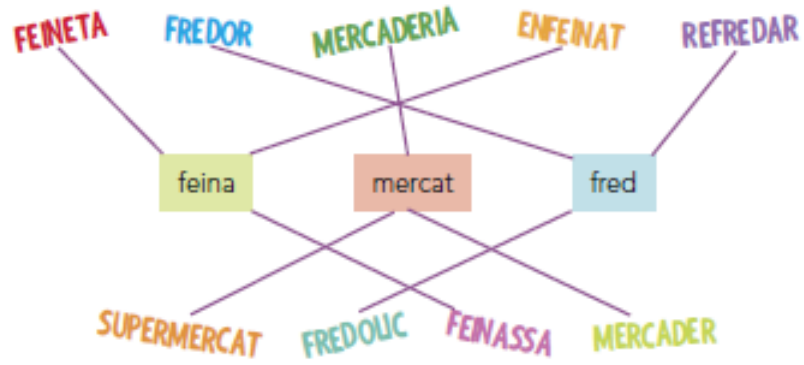 FEINETA FREDOR MERCADERIA ENFEINAT REFREDAR
feina mercat fred
SUPERMERCAT FREDOLIC FEINASSA MERCADER